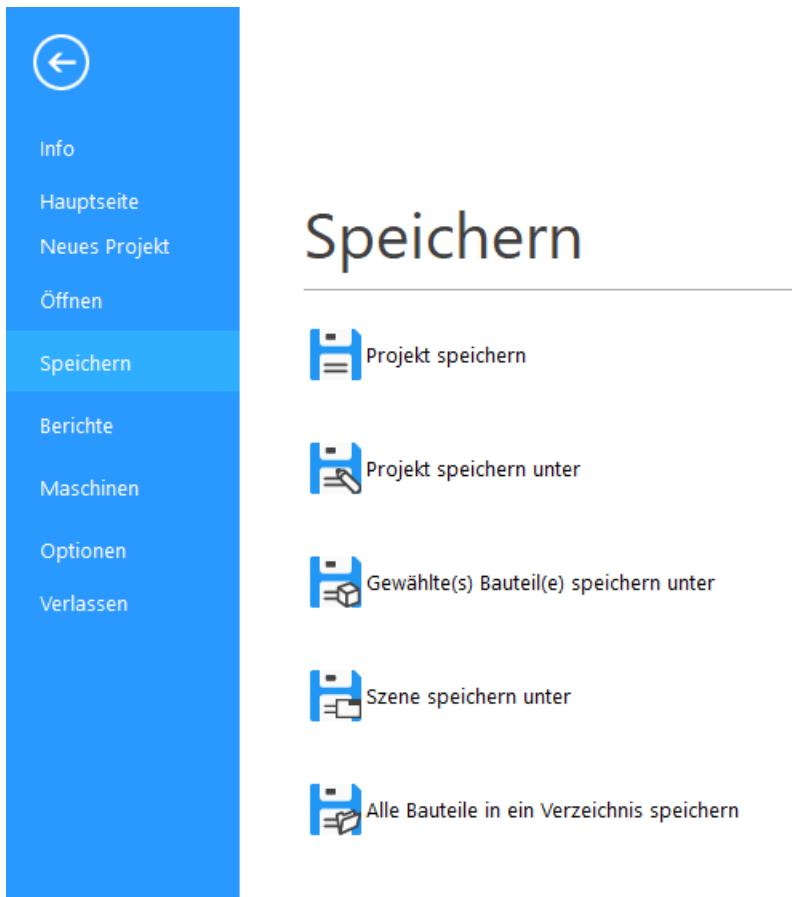 Info
Hauptseite
Neues Projekt
Öffnen
Speichern
Berichte
Maschinen
Optionen
Verlassen
Speichern
Projekt speichern
Projekt speichern unter
Gewählte(s) Bauteil(e) speichern unter
Szene speichern unter
Alle Bauteile in ein Verzeichnis speichern